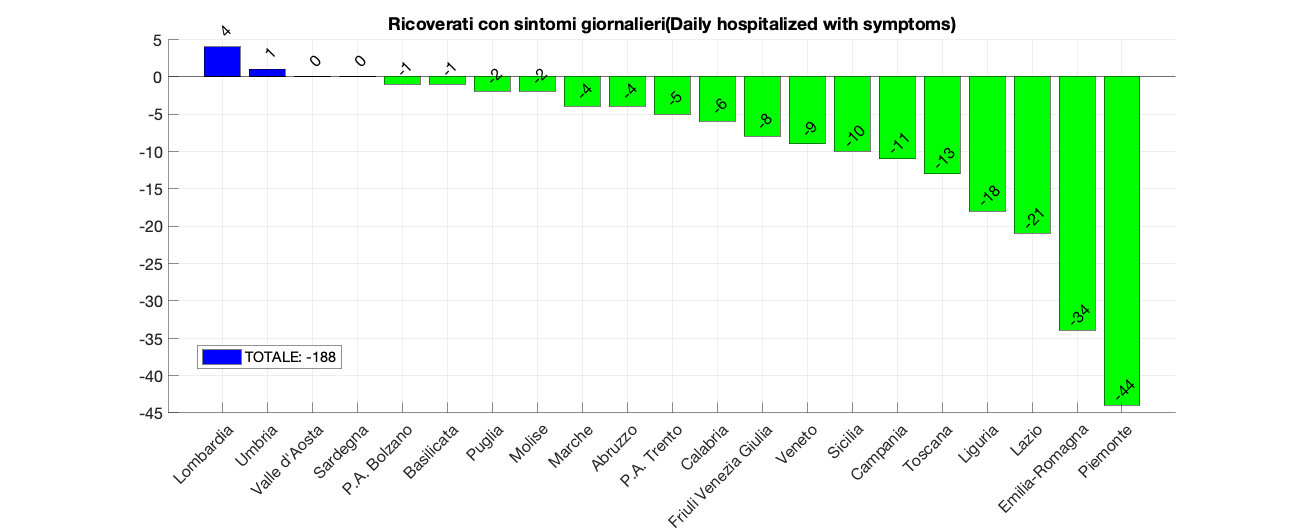 Ricoverati con sintomi giornalieri(Daily hospitalized with symptoms)
5
0
-5
-10
-15
-20
-25
-30
-35
-40
-45
4
1
0
0
-1
-1
-2
-2
-4
-4
-5
-6
-8
-9
-10
-11
-13
-18
-21
-34
-44
TOTALE: -188
Lombardia
Umbria
Valle d'Aosta
Sardegna
P.A. Bolzano
Basilicata
Puglia
Molise
Marche
Abruzzo
P.A. Trento
Calabria
Friuli Venezia Giulia
Veneto
Sicilia
Campania
Toscana
Liguria
Lazio
Emilia-Romagna
Piemonte